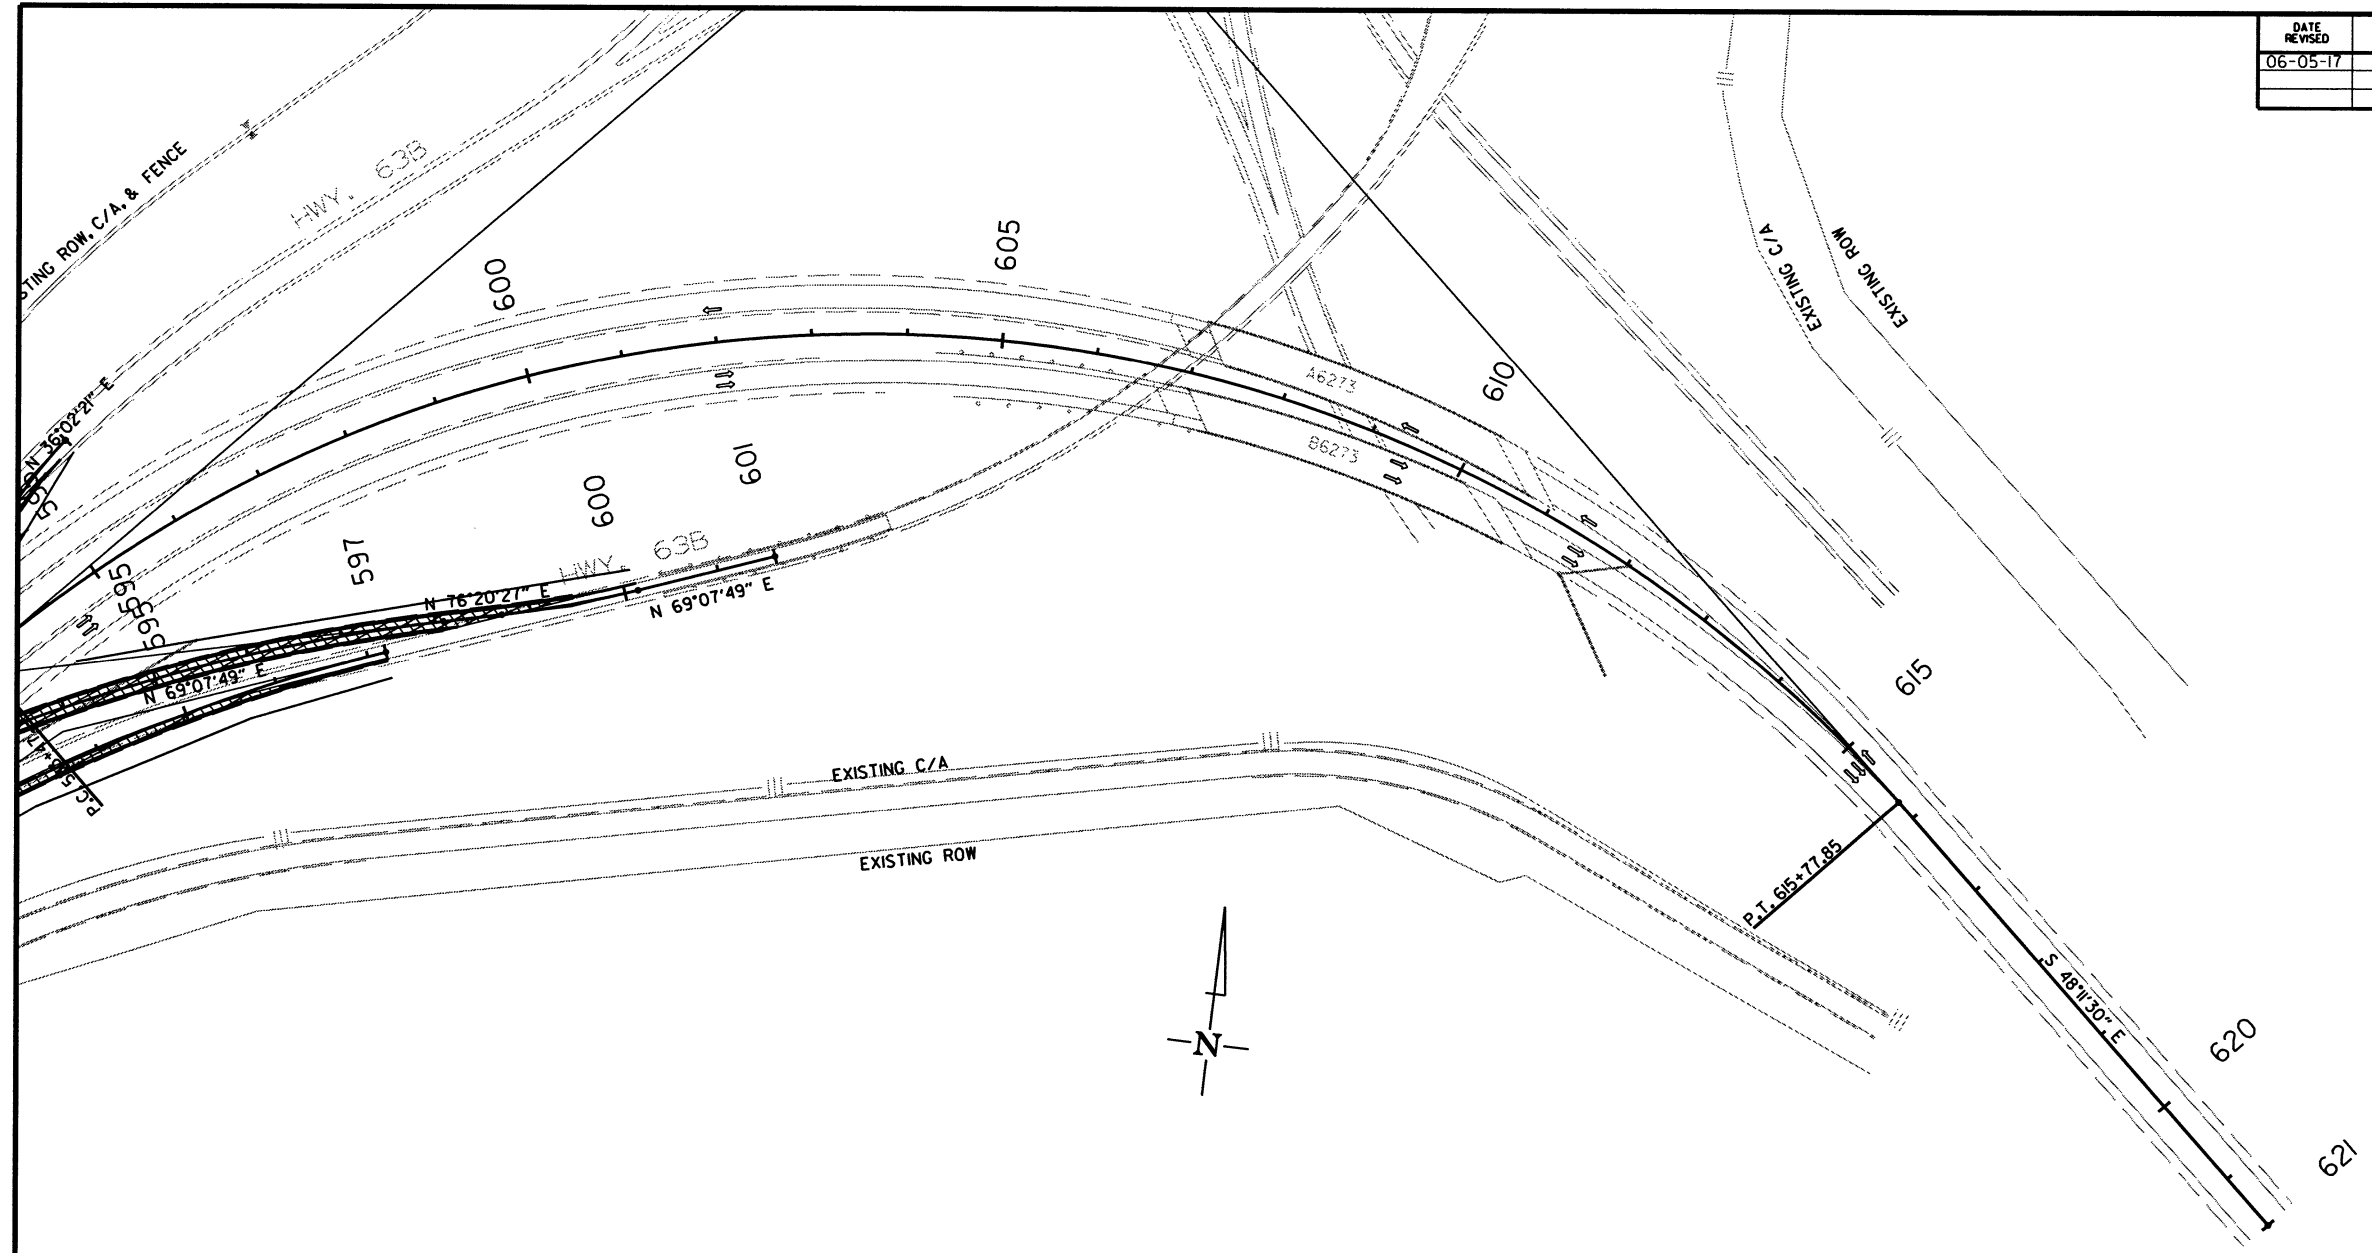 DATE
REVISED
06-05-17
STING ROW, C/A, & FENCE
HWY. 63B
600
605
EXISTING C/A
EXISTING ROW
N 36°02'21" E
595
A6273
610
B6273
601
600
597
HWY. 63B
595
595
N 76°20'27" E
N 69°07'49" E
N 69°07'49" E
615
EXISTING C/A
EXISTING ROW
P.T. 615+77.85
S 48°11'30" E
N
620
621